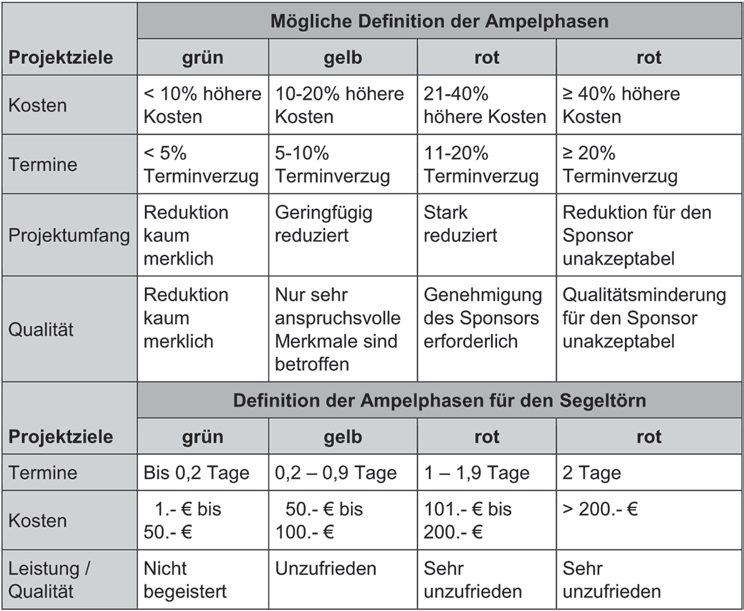 Mögliche Definition der Ampelphasen
Projektziele grün gelb rot rot
Kosten
< 10% höhere
Kosten
10-20% höhere
Kosten
21-40%
höhere Kosten
≥ 40% höhere
Kosten
Termine
< 5%
Terminverzug
5-10%
Terminverzug
11-20%
Terminverzug
≥ 20%
Terminverzug
Projektumfang
Reduktion
kaum
merklich
Geringfügig
reduziert
Stark
reduziert
Reduktion für den
Sponsor
unakzeptabel
Qualität
Reduktion
kaum
merklich
Nur sehr
anspruchsvolle
Merkmale sind
betroffen
Genehmigung
des Sponsors
erforderlich
Qualitätsminderung
für den Sponsor
unakzeptabel
Definition der Ampelphasen für den Segeltörn
Projektziele grün gelb rot rot
Termine Bis 0,2 Tage 0,2 – 0,9 Tage 1 – 1,9 Tage 2 Tage
Kosten
1.- € bis
50.- €
50.- € bis
100.- €
101.- € bis
200.- €
> 200.- €
Leistung /
Qualität
Nicht
begeistert
Unzufrieden
Sehr
unzufrieden
Sehr
unzufrieden